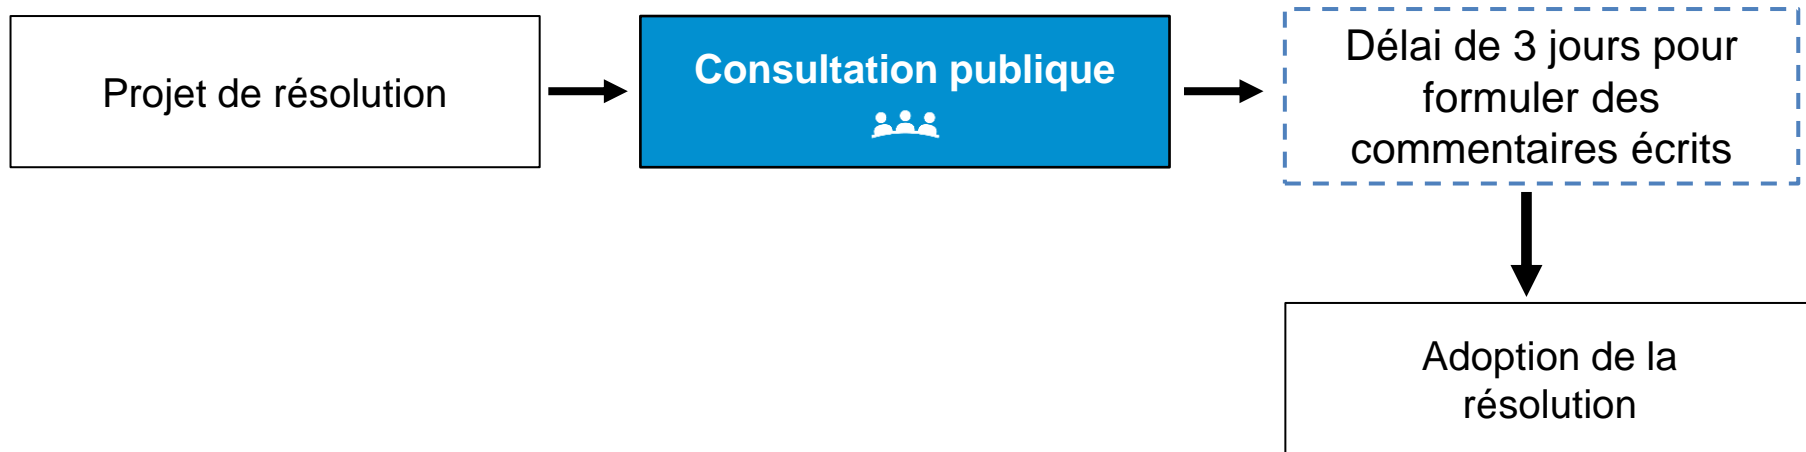 Projet de résolution
Consultation publique
Délai de 3 jours pour
formuler des
commentaires écrits
Adoption de la
résolution